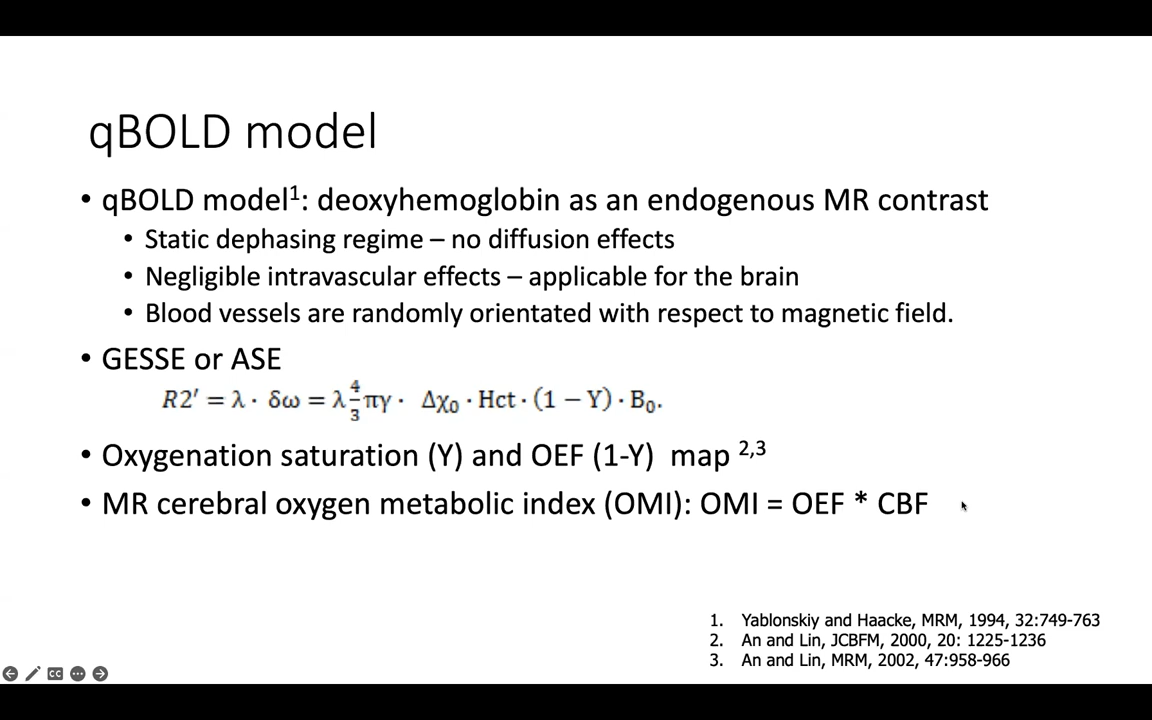 qBOLD model
• qBOLD model¹: deoxyhemoglobin as an endogenous MR contrast
• Static dephasing regime – no diffusion effects
• Negligible intravascular effects – applicable for the brain
• Blood vessels are randomly orientated with respect to magnetic field.
• GESSE or ASE
R2′ = λ · δω = λ 4/3 πγ · Δχ₀ · Hct · (1 − Y) · B₀.
• Oxygenation saturation (Y) and OEF (1-Y) map ²,³
• MR cerebral oxygen metabolic index (OMI): OMI = OEF * CBF
1. Yablonskiy and Haacke, MRM, 1994, 32:749-763
2. An and Lin, JCBFM, 2000, 20: 1225-1236
3. An and Lin, MRM, 2002, 47:958-966
CC